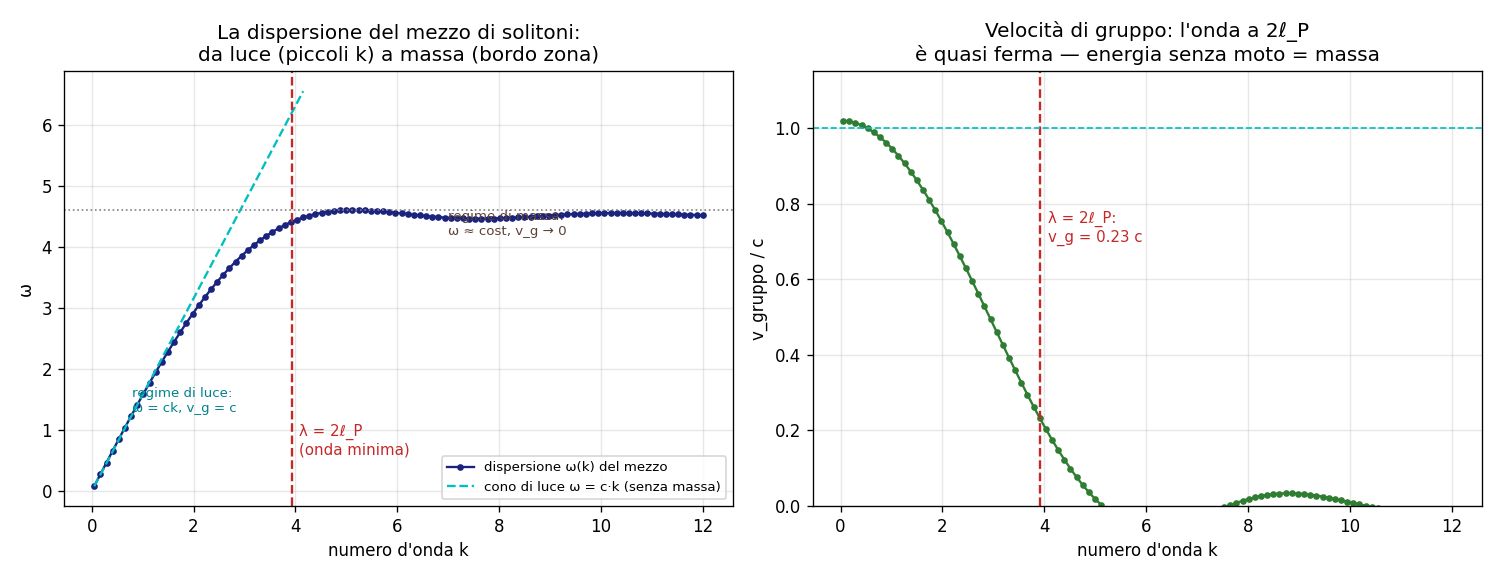 La dispersione del mezzo di solitoni:
da luce (piccoli k) a massa (bordo zona)
ω
6
5
4
3
2
1
0
regime di massa:
ω ≈ cost, v_g → 0
regime di luce:
ω = ck, v_g = c
λ = 2ℓ_P
(onda minima)
dispersione ω(k) del mezzo
cono di luce ω = c·k (senza massa)
0 2 4 6 8 10 12
numero d'onda k
Velocità di gruppo: l'onda a 2ℓ_P
è quasi ferma — energia senza moto = massa
v_gruppo / c
1.0
0.8
0.6
0.4
0.2
0.0
λ = 2ℓ_P:
v_g = 0.23 c
0 2 4 6 8 10 12
numero d'onda k